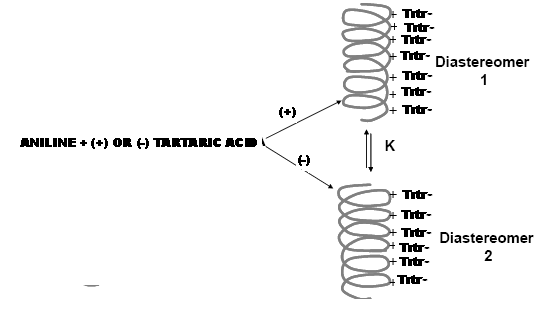 + Trtr-
+ Trtr-
+ Trtr-
+ Trtr-
+ Trtr-
+ Trtr-
+ Trtr-
Diastereomer
1
(+)
ANILINE + (+) OR (-) TARTARIC ACID
K
(-)
+ Trtr-
+ Trtr-
+ Trtr-
+ Trtr-
+ Trtr-
+ Trtr-
Diastereomer
2